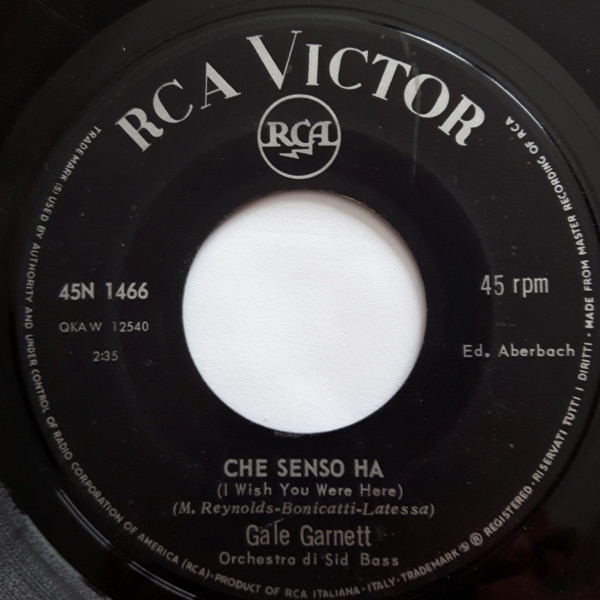 RCA VICTOR
RCA
45N 1466
QKAW 12540
2:35
45 rpm
Ed. Aberbach
CHE SENSO HA
(I Wish You Were Here)
(M. Reynolds-Bonicatti-Latessa)
Gale Garnett
Orchestra di Sid Bass
TRADEMARK (S) USED BY AUTHORITY AND UNDER CONTROL OF RADIO CORPORATION OF AMERICA (RCA)-PRODUCT OF RCA ITALIANA-ITALY-TRADEMARK (S) ® REGISTERED-RISERVATI TUTTI I DIRITTI-MADE FROM MASTER RECORDING OF RCA